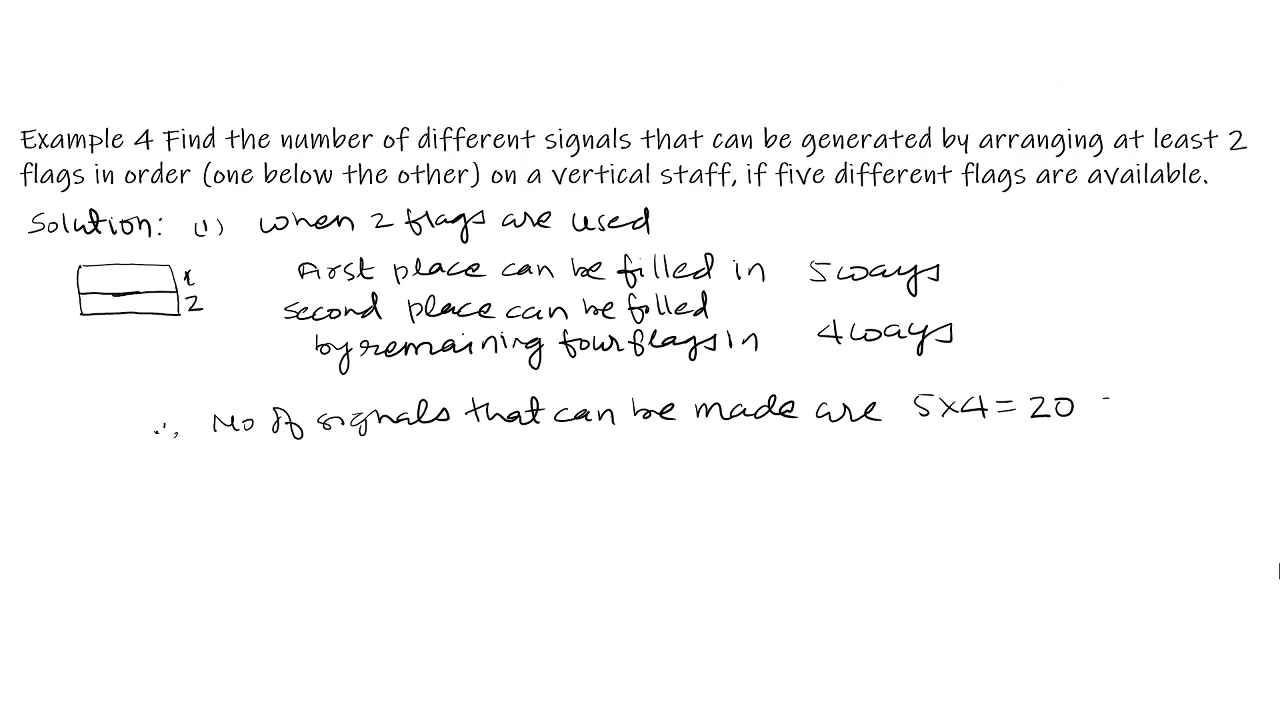 Example 4 Find the number of different signals that can be generated by arranging at least 2
flags in order (one below the other) on a vertical staff, if five different flags are available.
Solution: (1) when 2 flags are used
First place can be filled in 5 ways
1
2
second place can be filled
by remaining four flags in 4 ways
∴ No of signals that can be made are 5×4=20